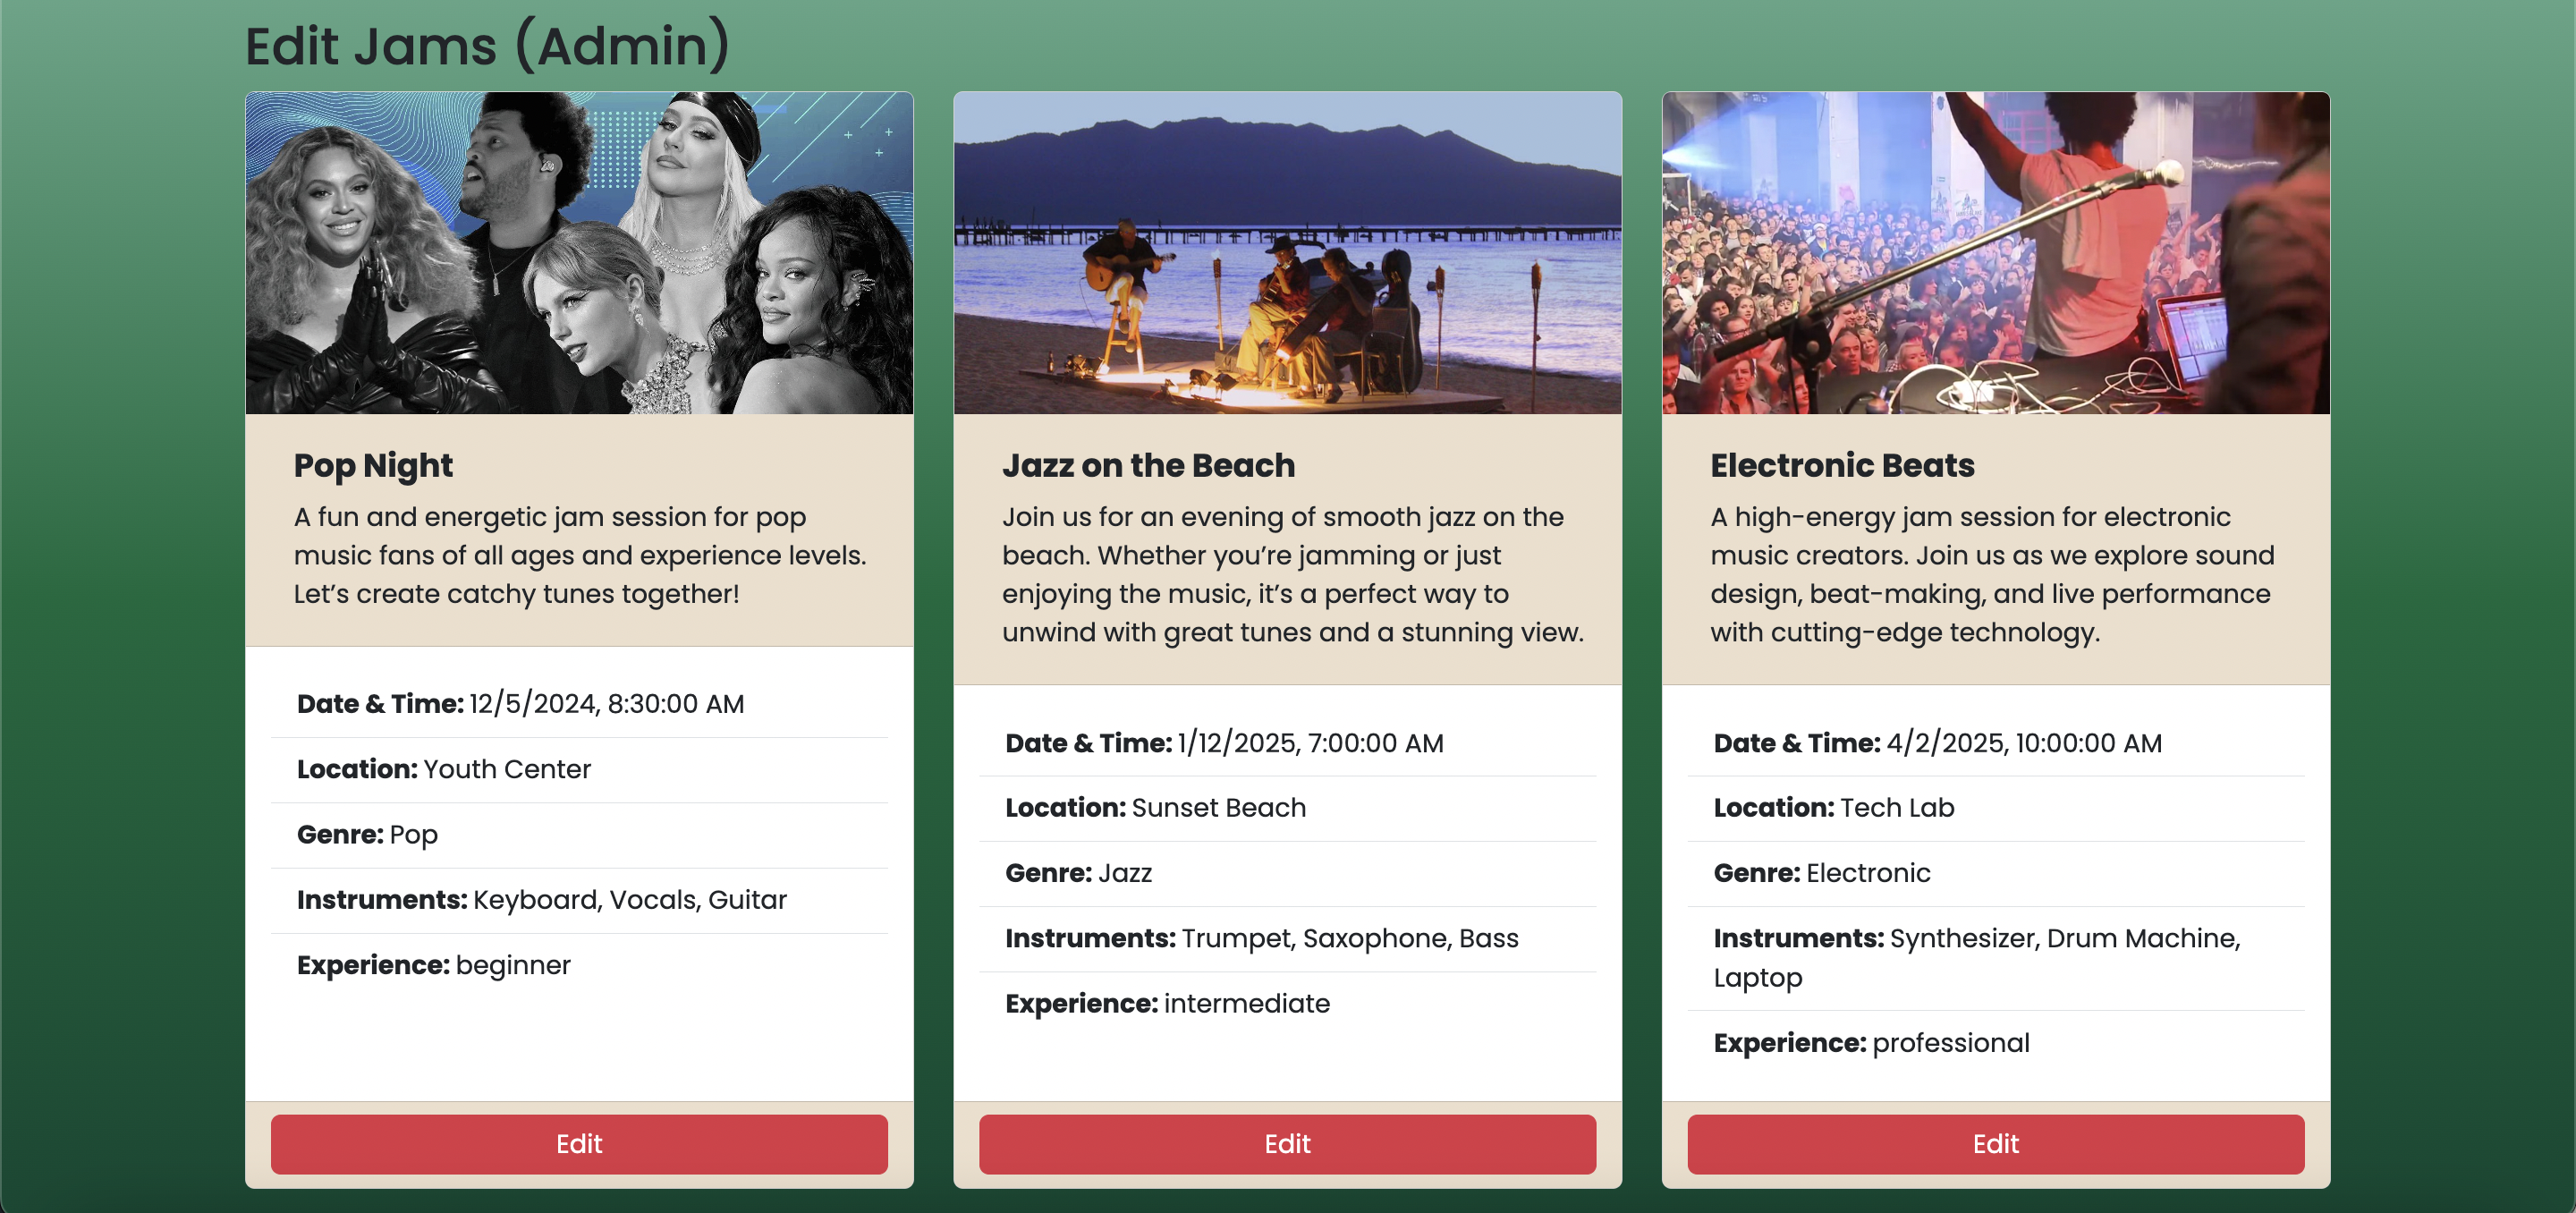 Edit Jams (Admin)
Pop Night
A fun and energetic jam session for pop
music fans of all ages and experience levels.
Let’s create catchy tunes together!
Date & Time: 12/5/2024, 8:30:00 AM
Location: Youth Center
Genre: Pop
Instruments: Keyboard, Vocals, Guitar
Experience: beginner
Edit
Jazz on the Beach
Join us for an evening of smooth jazz on the
beach. Whether you’re jamming or just
enjoying the music, it’s a perfect way to
unwind with great tunes and a stunning view.
Date & Time: 1/12/2025, 7:00:00 AM
Location: Sunset Beach
Genre: Jazz
Instruments: Trumpet, Saxophone, Bass
Experience: intermediate
Edit
Electronic Beats
A high-energy jam session for electronic
music creators. Join us as we explore sound
design, beat-making, and live performance
with cutting-edge technology.
Date & Time: 4/2/2025, 10:00:00 AM
Location: Tech Lab
Genre: Electronic
Instruments: Synthesizer, Drum Machine,
Laptop
Experience: professional
Edit